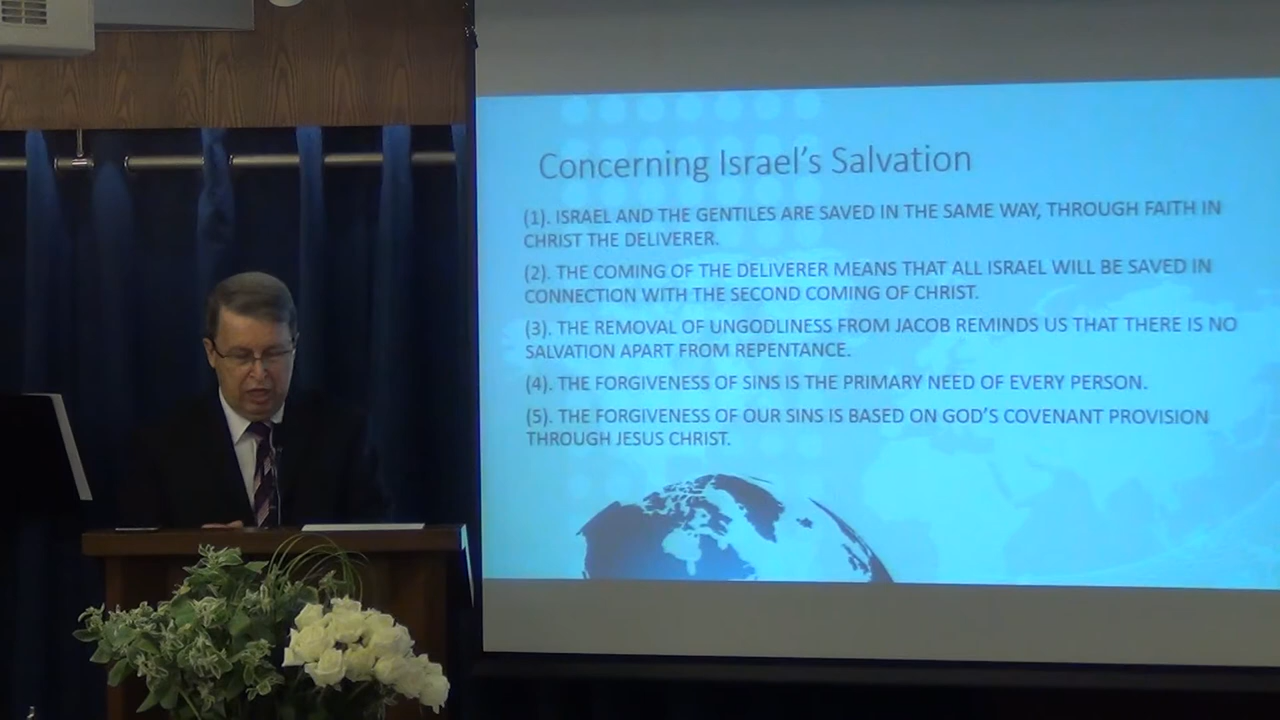 Concerning Israel's Salvation
(1). ISRAEL AND THE GENTILES ARE SAVED IN THE SAME WAY, THROUGH FAITH IN
CHRIST THE DELIVERER.
(2). THE COMING OF THE DELIVERER MEANS THAT ALL ISRAEL WILL BE SAVED IN
CONNECTION WITH THE SECOND COMING OF CHRIST.
(3). THE REMOVAL OF UNGODLINESS FROM JACOB REMINDS US THAT THERE IS NO
SALVATION APART FROM REPENTANCE.
(4). THE FORGIVENESS OF SINS IS THE PRIMARY NEED OF EVERY PERSON.
(5). THE FORGIVENESS OF OUR SINS IS BASED ON GOD'S COVENANT PROVISION
THROUGH JESUS CHRIST.